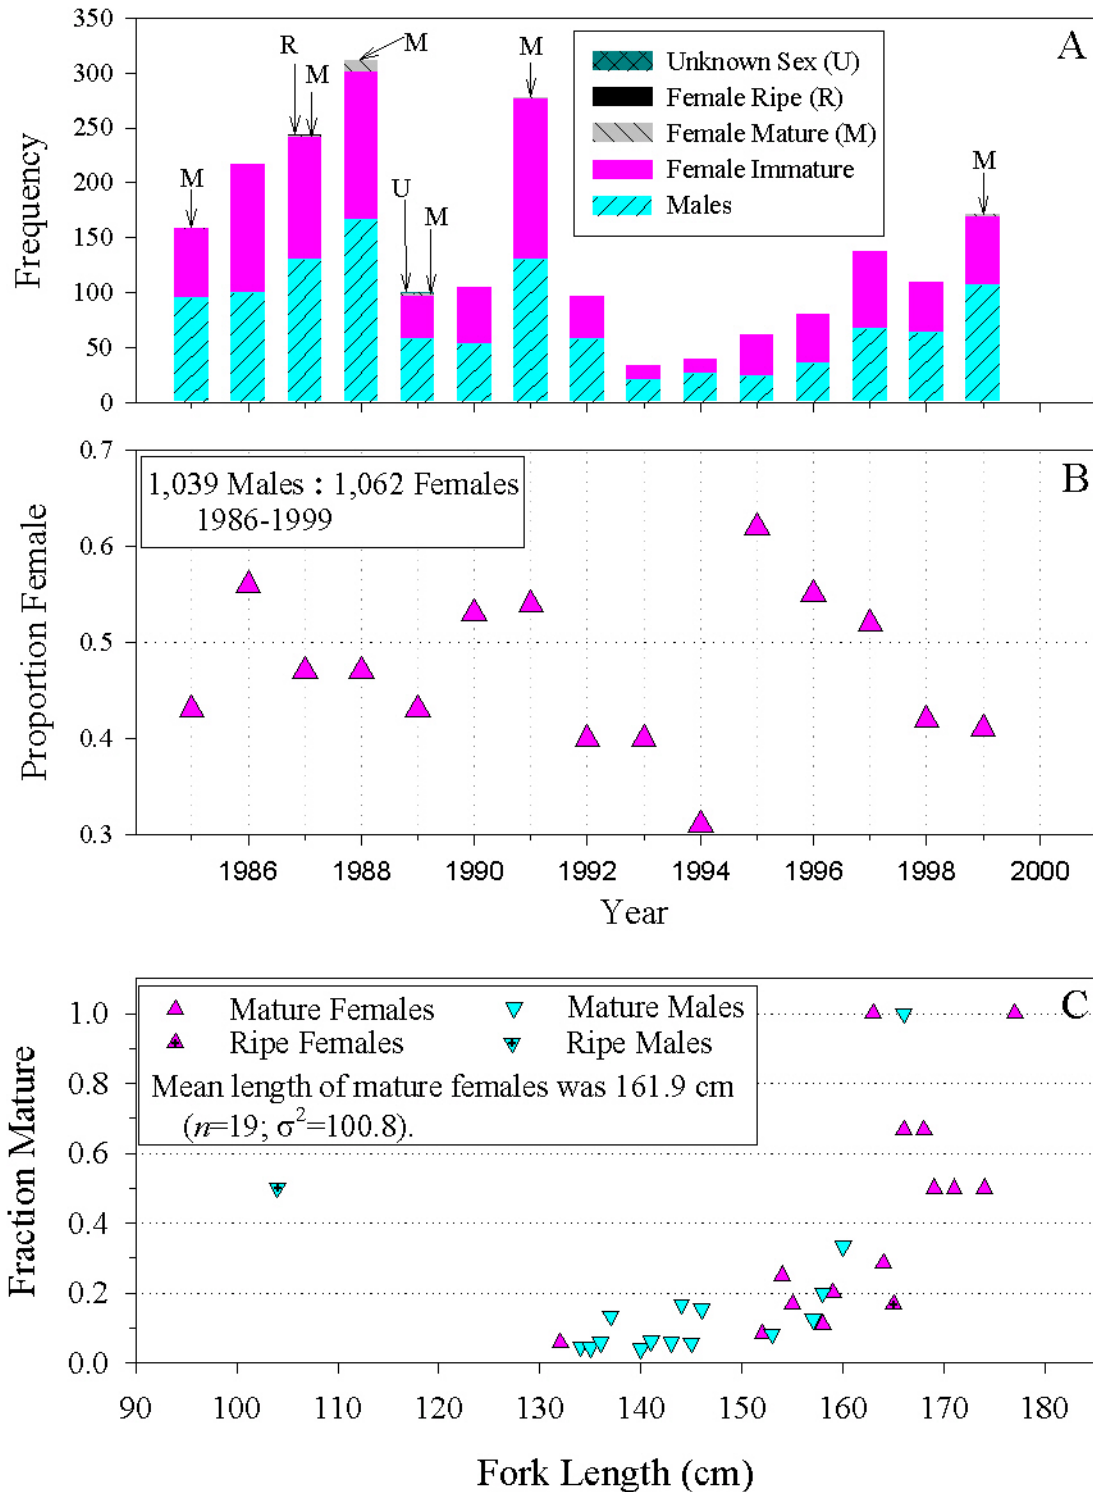 A
Frequency
350
300
250
200
150
100
50
0
M
R
M
M
U
M
M
M
Unknown Sex (U)
Female Ripe (R)
Female Mature (M)
Female Immature
Males
B
Proportion Female
0.7
0.6
0.5
0.4
0.3
1,039 Males : 1,062 Females
1986-1999
1986 1988 1990 1992 1994 1996 1998 2000
Year
C
Fraction Mature
1.0
0.8
0.6
0.4
0.2
0.0
Mature Females Mature Males
Ripe Females Ripe Males
Mean length of mature females was 161.9 cm
(n=19; σ²=100.8).
90 100 110 120 130 140 150 160 170 180
Fork Length (cm)